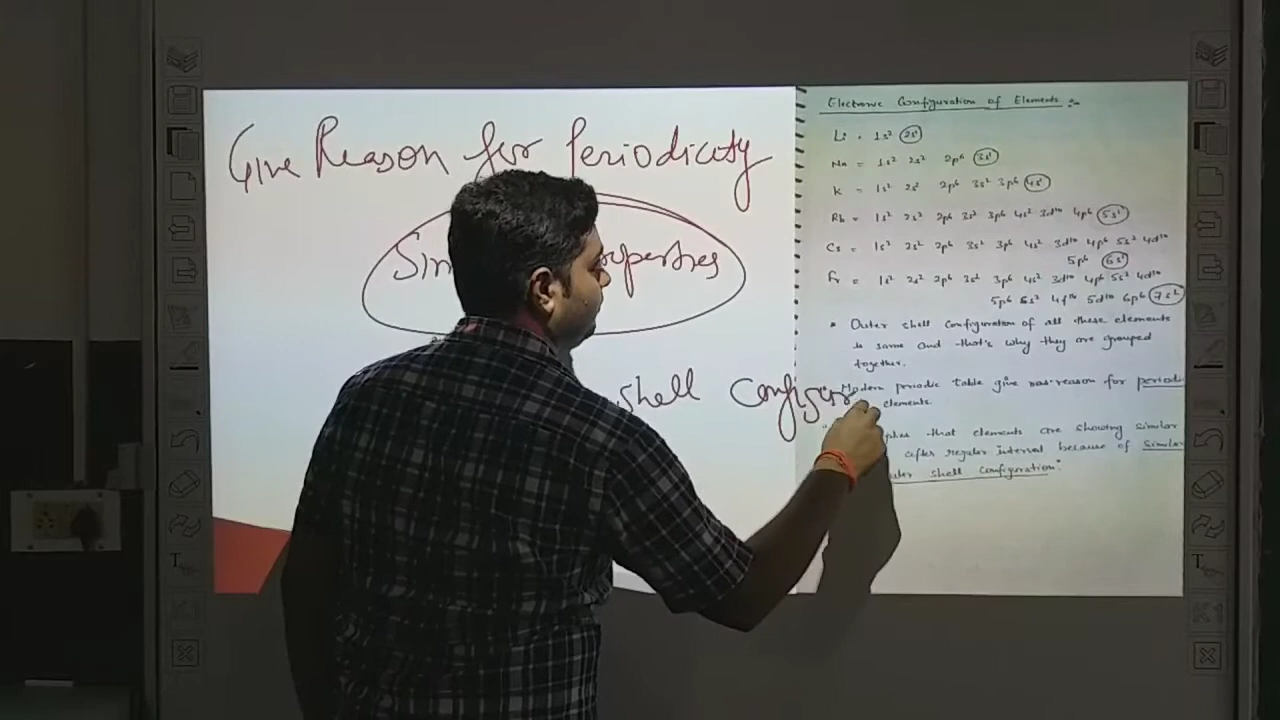 Give Reason for Periodicity
Sim operties
shell Configur
Electronic Configuration of Elements :-
Li = 1s² 2s¹
Na = 1s² 2s² 2p⁶ 3s¹
K = 1s² 2s² 2p⁶ 3s² 3p⁶ 4s¹
Rb = 1s² 2s² 2p⁶ 3s² 3p⁶ 4s² 3d¹⁰ 4p⁶ 5s¹
Cs = 1s² 2s² 2p⁶ 3s² 3p⁶ 4s² 3d¹⁰ 4p⁶ 5s² 4d¹⁰
5p⁶ 6s¹
Fr = 1s² 2s² 2p⁶ 3s² 3p⁶ 4s² 3d¹⁰ 4p⁶ 5s² 4d¹⁰
5p⁶ 6s² 4f¹⁴ 5d¹⁰ 6p⁶ 7s¹
* Outer shell configuration of all these elements
is same and that's why they are grouped
together.
Modern periodic table give reason for periodi
elements.
that elements are showing similar
after regular interval because of similar
shell configuration"
T
T